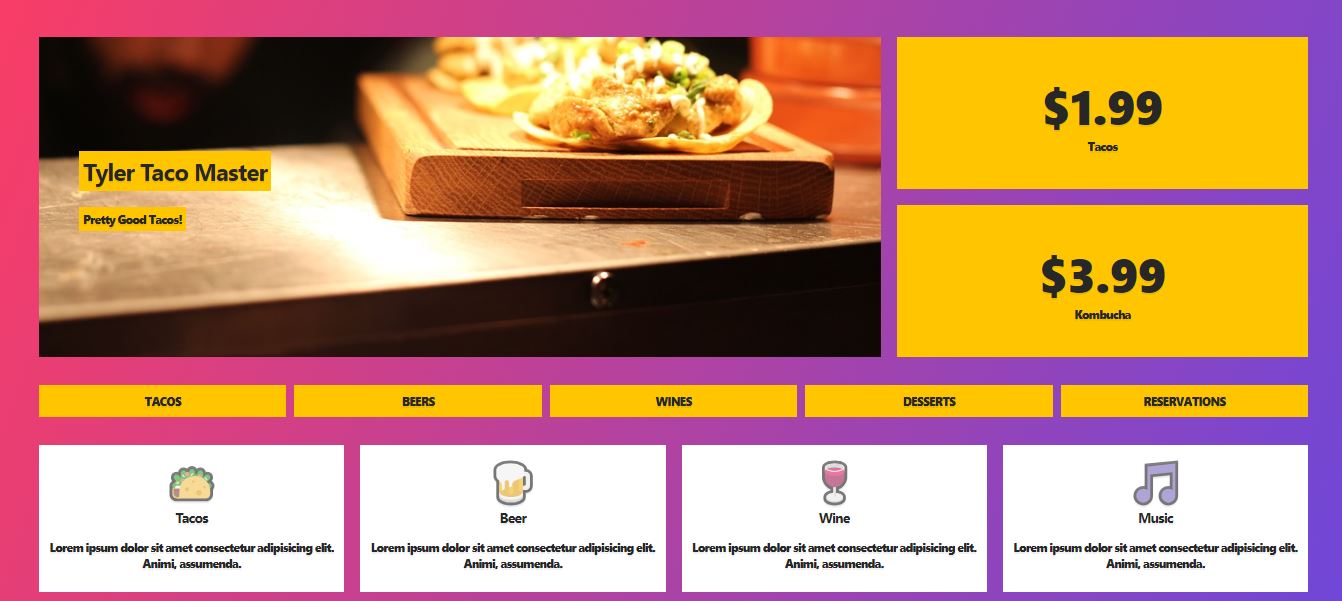 Tyler Taco Master
Pretty Good Tacos!
$1.99
Tacos
$3.99
Kombucha
TACOS
BEERS
WINES
DESSERTS
RESERVATIONS
Tacos
Lorem ipsum dolor sit amet consectetur adipisicing elit.
Animi, assumenda.
Beer
Lorem ipsum dolor sit amet consectetur adipisicing elit.
Animi, assumenda.
Wine
Lorem ipsum dolor sit amet consectetur adipisicing elit.
Animi, assumenda.
Music
Lorem ipsum dolor sit amet consectetur adipisicing elit.
Animi, assumenda.